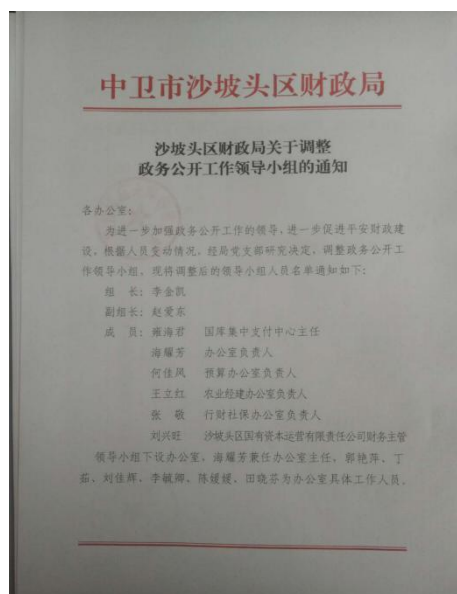 中卫市沙坡头区财政局
沙坡头区财政局关于调整
政务公开工作领导小组的通知
各办公室：
为进一步加强政务公开工作的领导，进一步促进平安财政建
设，根据人员变动情况，经局党支部研究决定，调整政务公开工
作领导小组，现将调整后的领导小组人员名单通知如下：
组 长：李金凯
副组长：赵爱东
成 员：雍海君 国库集中支付中心主任
海耀芳 办公室负责人
何佳凤 预算办公室负责人
王立红 农业经建办公室负责人
张 敬 行财社保办公室负责人
刘兴旺 沙坡头区国有资本运营有限责任公司财务主管
领导小组下设办公室，海耀芳兼任办公室主任，郭艳萍、丁
茹、刘佳辉、李毓卿、陈媛媛、田晓芬为办公室具体工作人员。